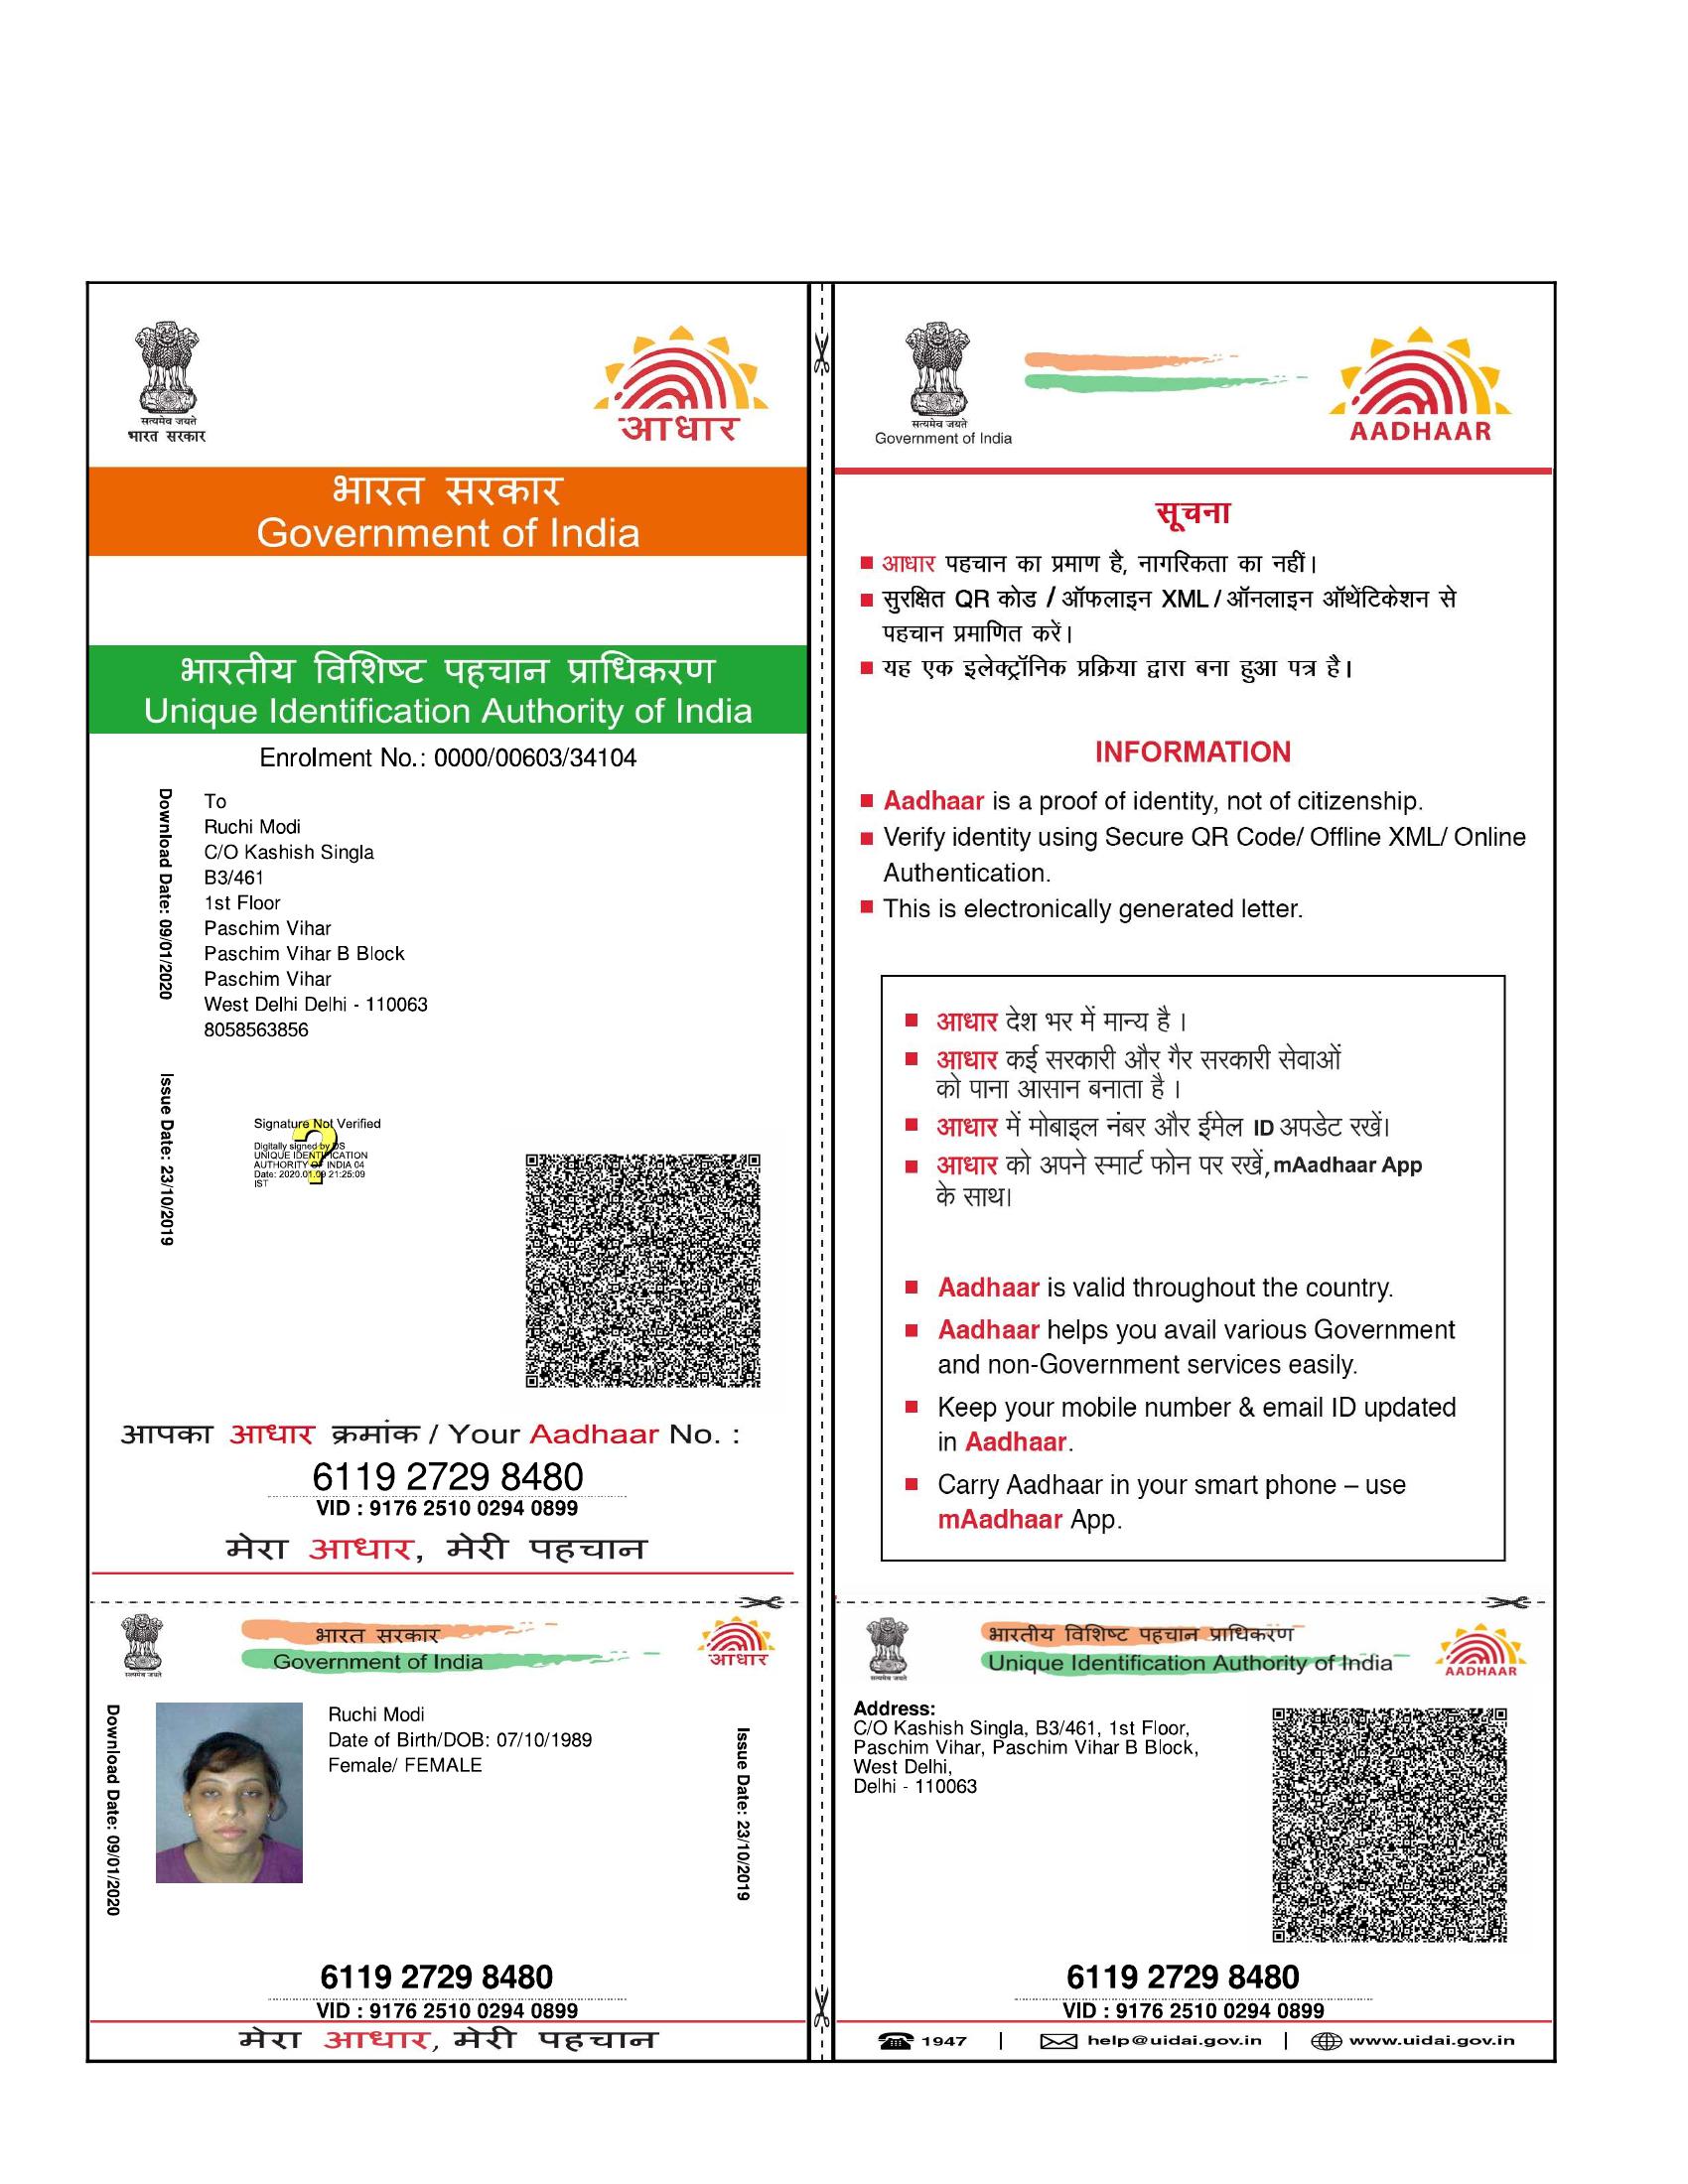 सत्यमेव जयते
भारत सरकार
आधार
भारत सरकार
Government of India
भारतीय विशिष्ट पहचान प्राधिकरण
Unique Identification Authority of India
Enrolment No.: 0000/00603/34104
Download Date: 09/01/2020
To
Ruchi Modi
C/O Kashish Singla
B3/461
1st Floor
Paschim Vihar
Paschim Vihar B Block
Paschim Vihar
West Delhi Delhi - 110063
8058563856
Issue Date: 23/10/2019
Signature Not Verified
Digitally signed by DS
UNIQUE IDENTIFICATION
AUTHORITY OF INDIA 04
Date: 2020.01.09 21:25:09
IST
आपका आधार क्रमांक / Your Aadhaar No. :
6119 2729 8480
VID : 9176 2510 0294 0899
मेरा आधार, मेरी पहचान
सत्यमेव जयते
Government of India
AADHAAR
सूचना
आधार पहचान का प्रमाण है, नागरिकता का नहीं।
सुरक्षित QR कोड / ऑफलाइन XML / ऑनलाइन ऑथेंटिकेशन से
पहचान प्रमाणित करें।
यह एक इलेक्ट्रॉनिक प्रक्रिया द्वारा बना हुआ पत्र है।
INFORMATION
Aadhaar is a proof of identity, not of citizenship.
Verify identity using Secure QR Code/ Offline XML/ Online
Authentication.
This is electronically generated letter.
आधार देश भर में मान्य है ।
आधार कई सरकारी और गैर सरकारी सेवाओं
को पाना आसान बनाता है ।
आधार में मोबाइल नंबर और ईमेल ID अपडेट रखें।
आधार को अपने स्मार्ट फोन पर रखें, mAadhaar App
के साथ।
Aadhaar is valid throughout the country.
Aadhaar helps you avail various Government
and non-Government services easily.
Keep your mobile number & email ID updated
in Aadhaar.
Carry Aadhaar in your smart phone – use
mAadhaar App.
सत्यमेव जयते
भारत सरकार
Government of India
आधार
Download Date: 09/01/2020
Ruchi Modi
Date of Birth/DOB: 07/10/1989
Female/ FEMALE
Issue Date: 23/10/2019
6119 2729 8480
VID : 9176 2510 0294 0899
मेरा आधार, मेरी पहचान
सत्यमेव जयते
भारतीय विशिष्ट पहचान प्राधिकरण
Unique Identification Authority of India
AADHAAR
Address:
C/O Kashish Singla, B3/461, 1st Floor,
Paschim Vihar, Paschim Vihar B Block,
West Delhi,
Delhi - 110063
6119 2729 8480
VID : 9176 2510 0294 0899
1947 | help@uidai.gov.in | www.uidai.gov.in